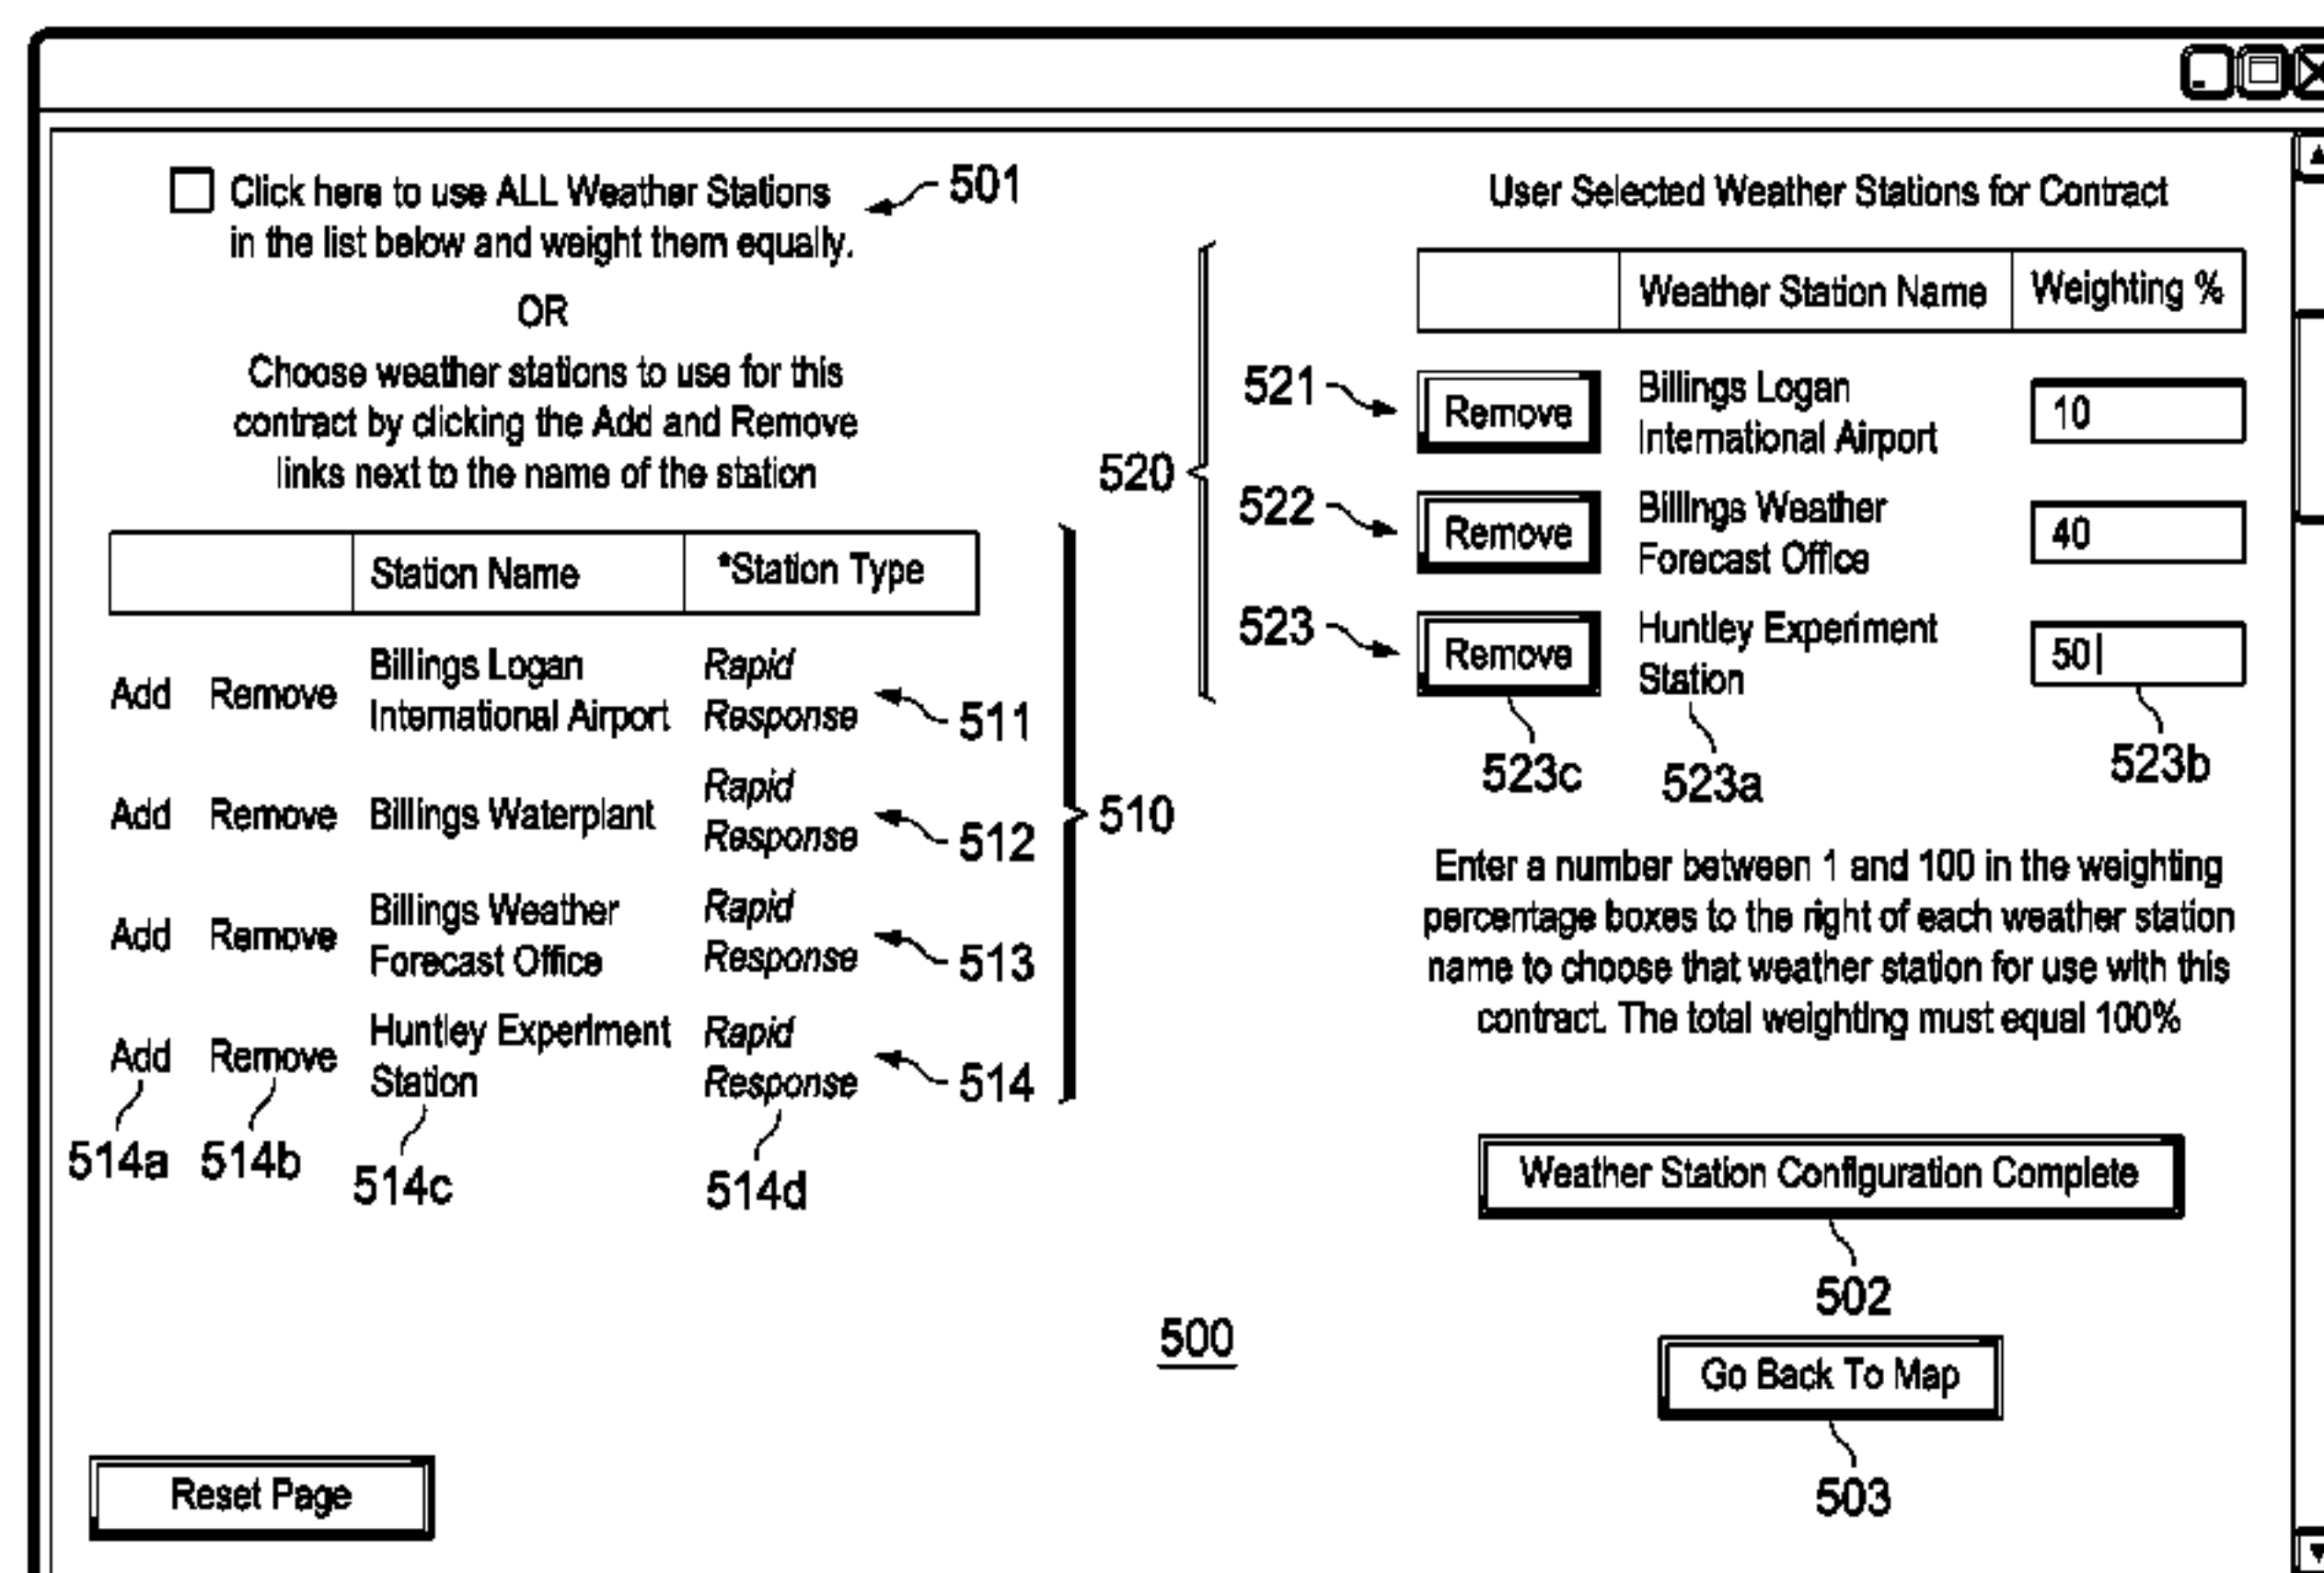 Click here to use ALL Weather Stations
in the list below and weight them equally.
501
OR
Choose weather stations to use for this
contract by clicking the Add and Remove
links next to the name of the station
Station Name *Station Type
Add Remove Billings Logan
International Airport Rapid
Response 511
Add Remove Billings Waterplant Rapid
Response 512
Add Remove Billings Weather
Forecast Office Rapid
Response 513
Add Remove Huntley Experiment
Station Rapid
Response 514
510
514a 514b 514c 514d
Reset Page
500
User Selected Weather Stations for Contract
Weather Station Name Weighting %
520
521 Remove Billings Logan
International Airport 10
522 Remove Billings Weather
Forecast Office 40
523 Remove Huntley Experiment
Station 50
523c 523a 523b
Enter a number between 1 and 100 in the weighting
percentage boxes to the right of each weather station
name to choose that weather station for use with this
contract. The total weighting must equal 100%
Weather Station Configuration Complete
502
Go Back To Map
503